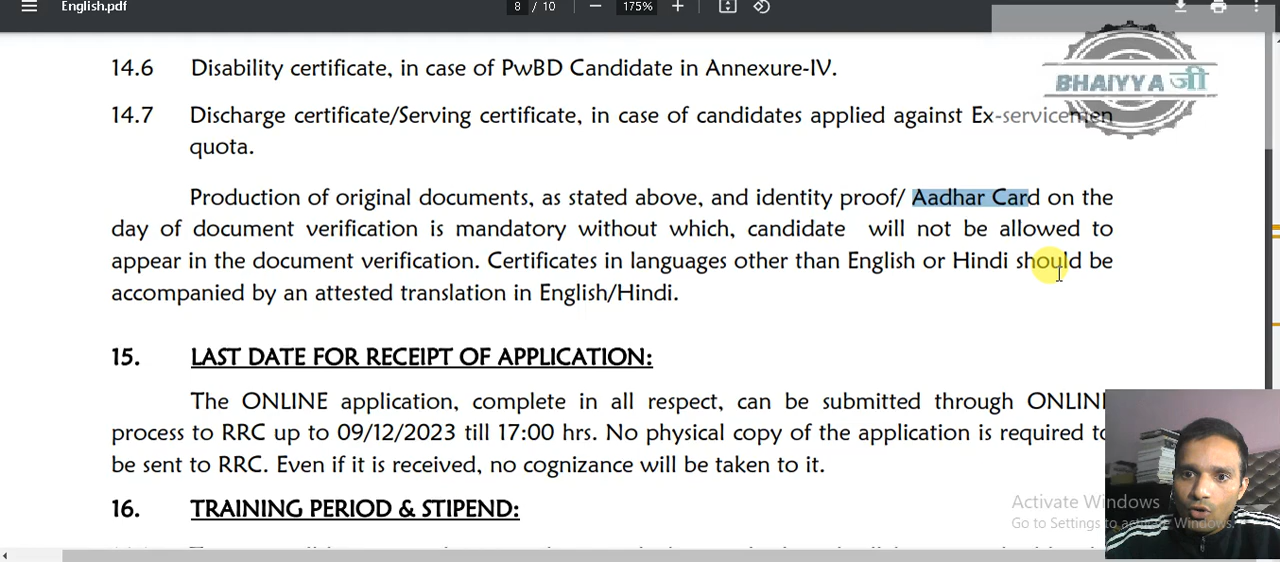 English.pdf
8 / 10
175%
BHAIYYA जी
14.6 Disability certificate, in case of PwBD Candidate in Annexure-IV.
14.7 Discharge certificate/Serving certificate, in case of candidates applied against Ex-servicemen
quota.
Production of original documents, as stated above, and identity proof/ Aadhar Card on the
day of document verification is mandatory without which, candidate will not be allowed to
appear in the document verification. Certificates in languages other than English or Hindi should be
accompanied by an attested translation in English/Hindi.
15. LAST DATE FOR RECEIPT OF APPLICATION:
The ONLINE application, complete in all respect, can be submitted through ONLINE
process to RRC up to 09/12/2023 till 17:00 hrs. No physical copy of the application is required to
be sent to RRC. Even if it is received, no cognizance will be taken to it.
16. TRAINING PERIOD & STIPEND:
Activate Windows
Go to Settings to activate Windows.